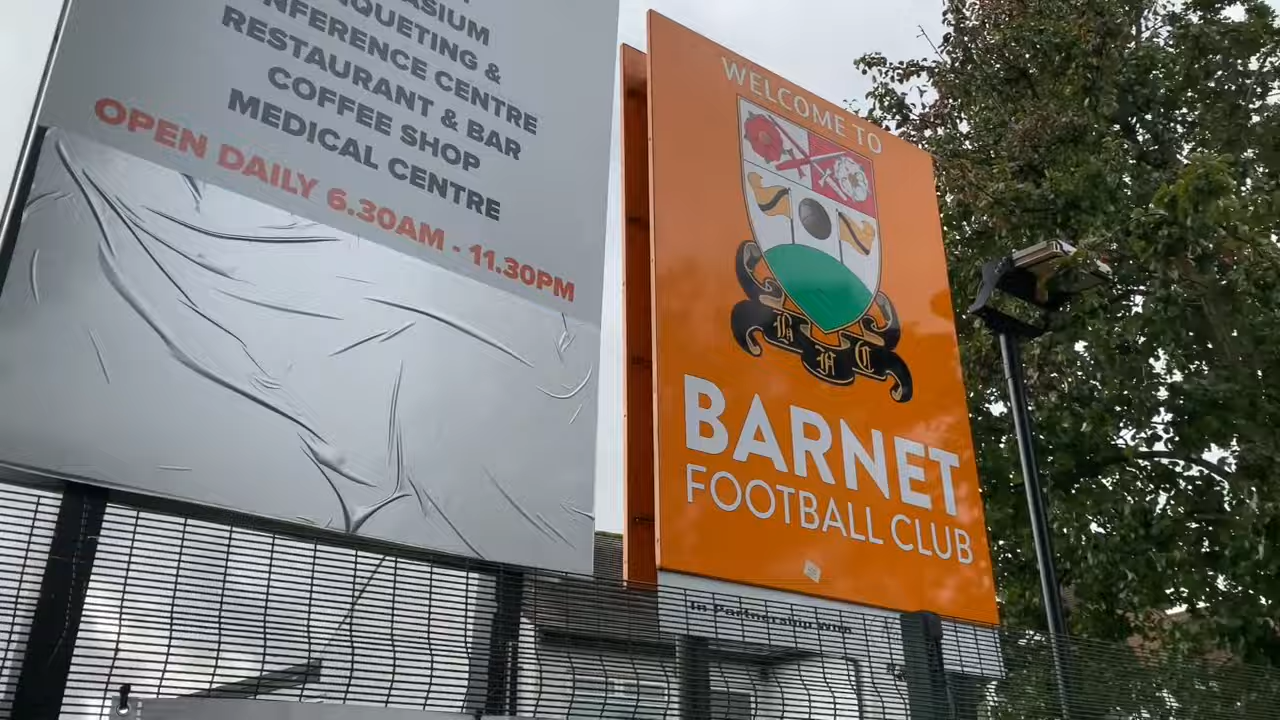 ASIUM
NQUETING &
NFERENCE CENTRE
RESTAURANT & BAR
COFFEE SHOP
MEDICAL CENTRE
OPEN DAILY 6.30AM - 11.30PM
WELCOME TO
B F C
BARNET
FOOTBALL CLUB
In Partnership With